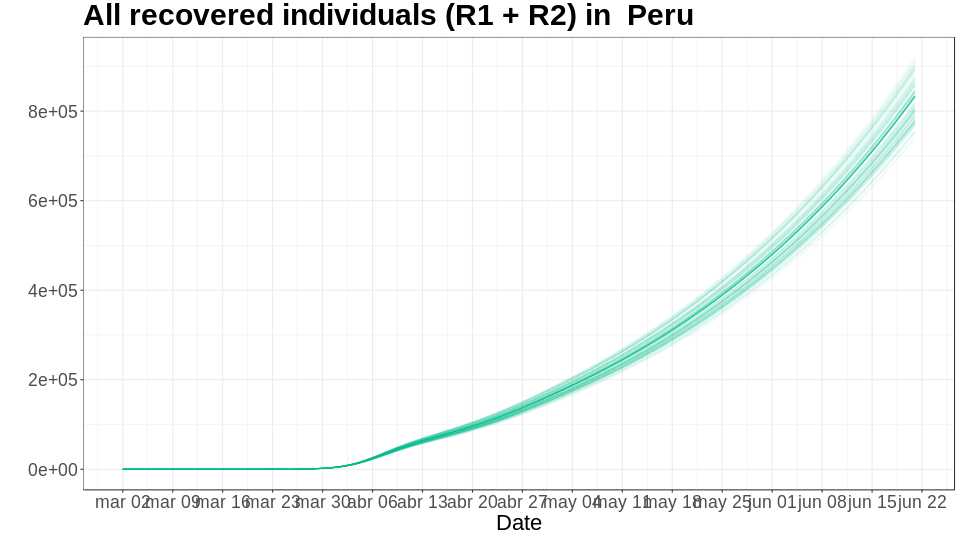 All recovered individuals (R1 + R2) in  Peru
8e+05
6e+05
4e+05
2e+05
0e+00
mar 02 mar 09 mar 16 mar 23 mar 30 abr 06 abr 13 abr 20 abr 27 may 04 may 11 may 18 may 25 jun 01 jun 08 jun 15 jun 22
Date